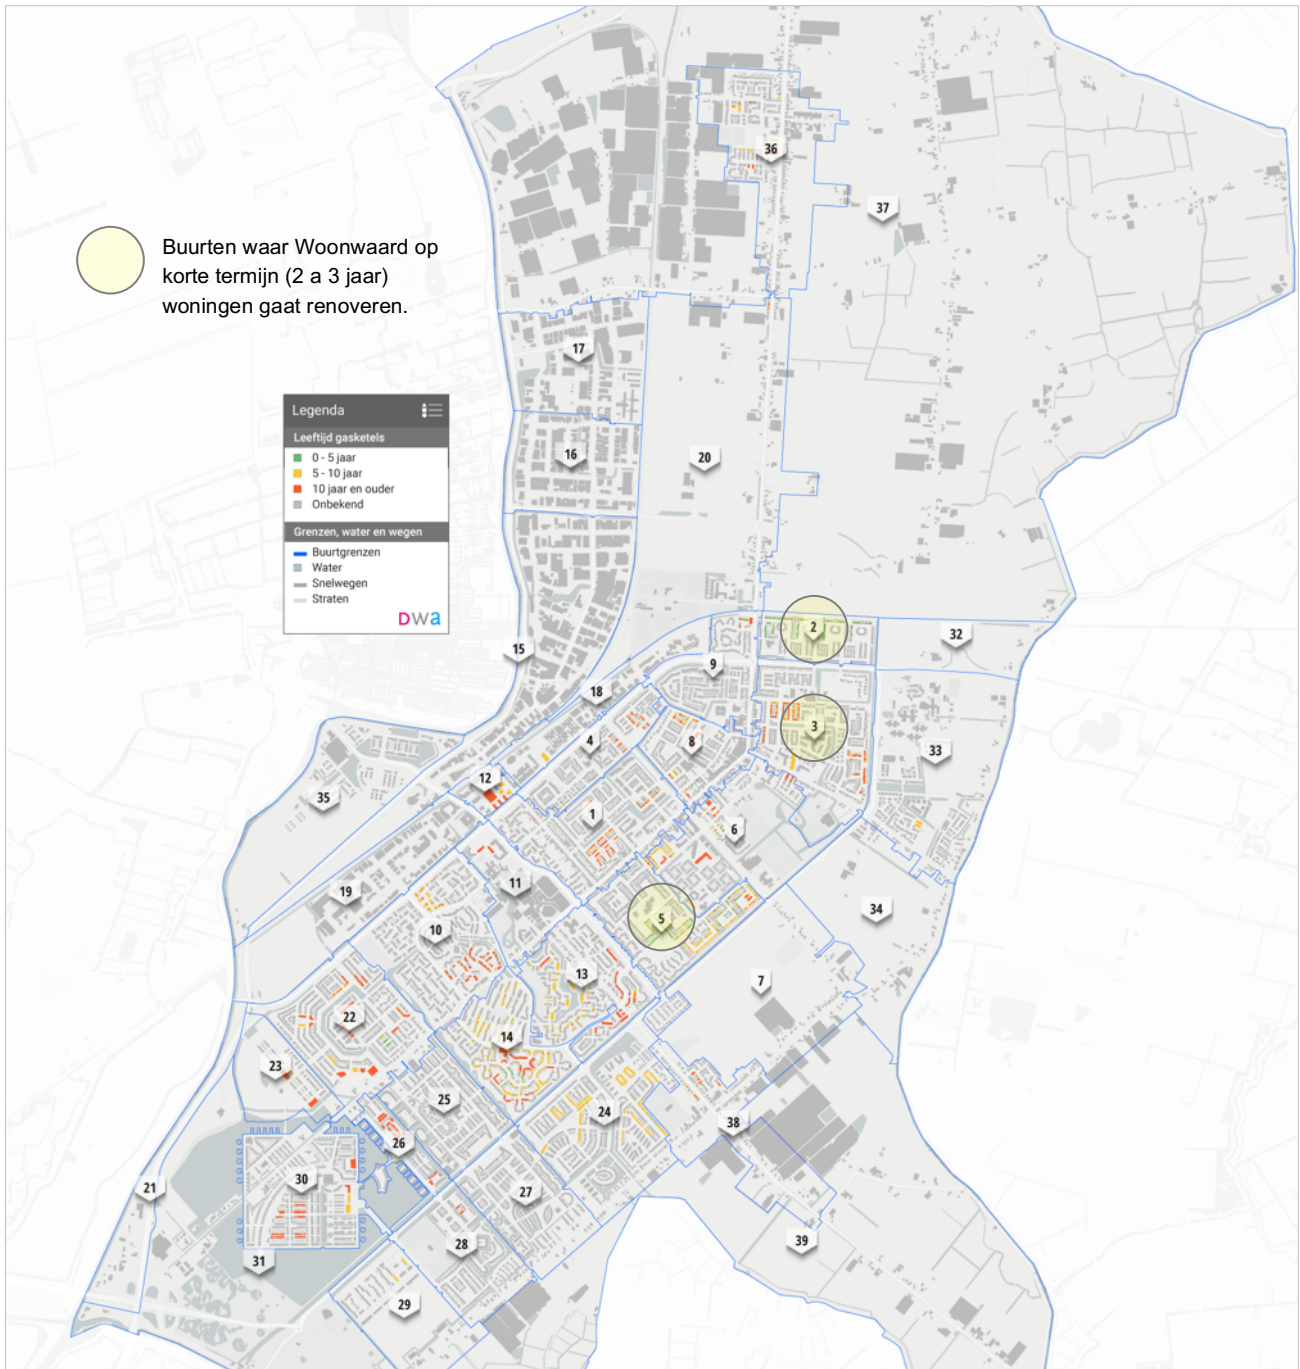 36
37
Buurten waar Woonwaard op
korte termijn (2 a 3 jaar)
woningen gaat renoveren.
17
Legenda
Leeftijd gasketels
0 - 5 jaar
5 - 10 jaar
10 jaar en ouder
Onbekend
Grenzen, water en wegen
Buurtgrenzen
Water
Snelwegen
Straten
DWa
16
20
2
32
15
9
18
3
4
8
33
12
35
1
6
11
19
34
5
10
13
7
22
14
23
25
24
38
26
30
21
27
39
28
31
29